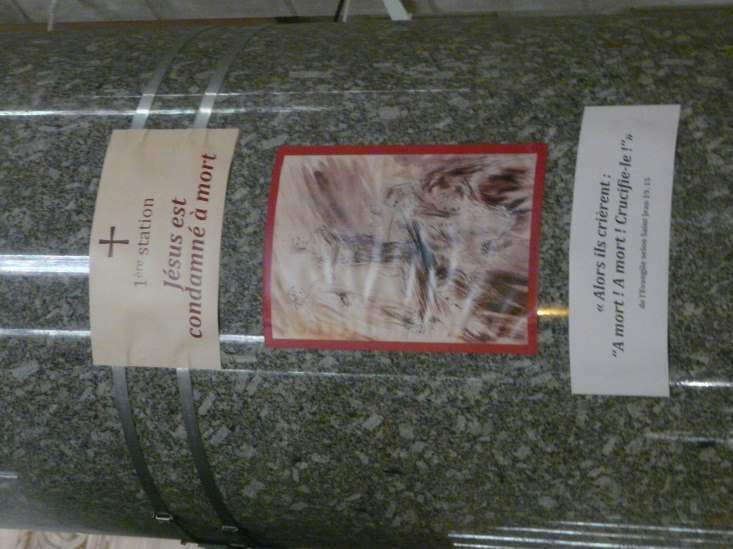 1ère station
Jésus est
condamné à mort
« Alors ils crièrent :
“A mort ! A mort ! Crucifie-le !”»
de l'Evangile selon Saint Jean 19, 15